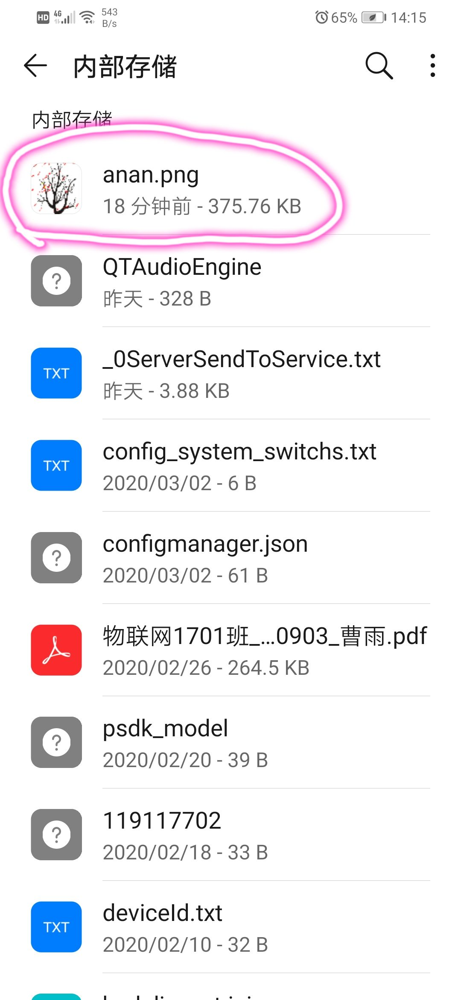 HD 4G 543 B/s 65% 14:15
内部存储
内部存储
anan.png
18 分钟前 - 375.76 KB
QTAudioEngine
昨天 - 328 B
TXT
_0ServerSendToService.txt
昨天 - 3.88 KB
TXT
config_system_switchs.txt
2020/03/02 - 6 B
configmanager.json
2020/03/02 - 61 B
物联网1701班_...0903_曹雨.pdf
2020/02/26 - 264.5 KB
psdk_model
2020/02/20 - 39 B
119117702
2020/02/18 - 33 B
TXT
deviceId.txt
2020/02/10 - 32 B